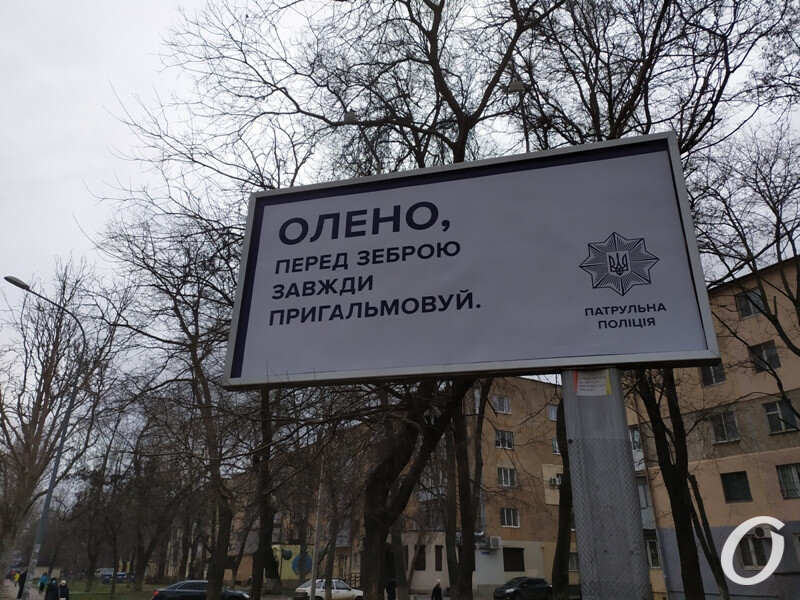 ОЛЕНО,
ПЕРЕД ЗЕБРОЮ
ЗАВЖДИ
ПРИГАЛЬМОВУЙ.
ПАТРУЛЬНА
ПОЛІЦІЯ